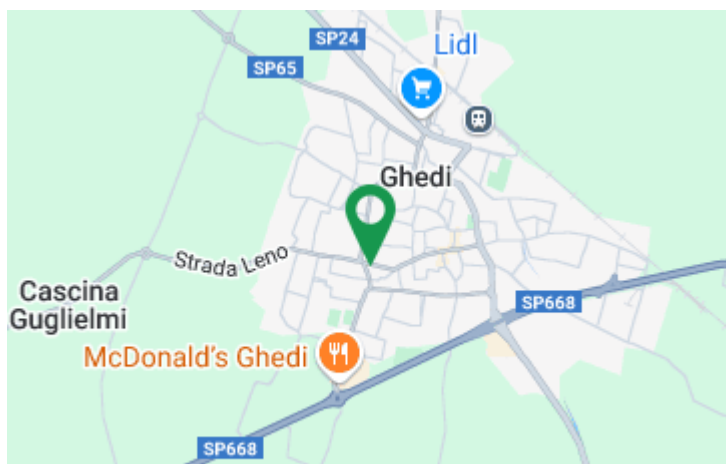 SP24
Lidl
SP65
Ghedi
Strada Leno
Cascina
Guglielmi
SP668
McDonald's Ghedi
SP668